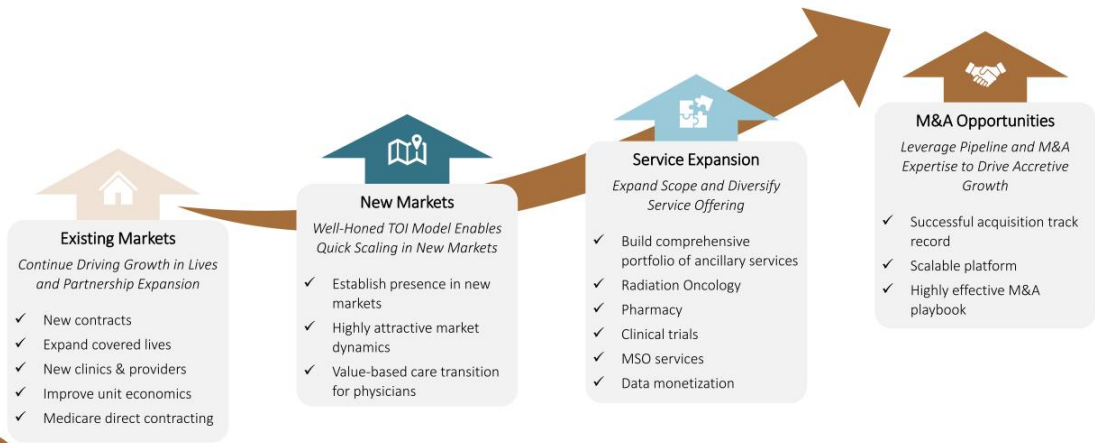 Existing Markets
Continue Driving Growth in Lives
and Partnership Expansion
✓ New contracts
✓ Expand covered lives
✓ New clinics & providers
✓ Improve unit economics
✓ Medicare direct contracting
New Markets
Well-Honed TOI Model Enables
Quick Scaling in New Markets
✓ Establish presence in new
markets
✓ Highly attractive market
dynamics
✓ Value-based care transition
for physicians
Service Expansion
Expand Scope and Diversify
Service Offering
✓ Build comprehensive
portfolio of ancillary services
✓ Radiation Oncology
✓ Pharmacy
✓ Clinical trials
✓ MSO services
✓ Data monetization
M&A Opportunities
Leverage Pipeline and M&A
Expertise to Drive Accretive
Growth
✓ Successful acquisition track
record
✓ Scalable platform
✓ Highly effective M&A
playbook